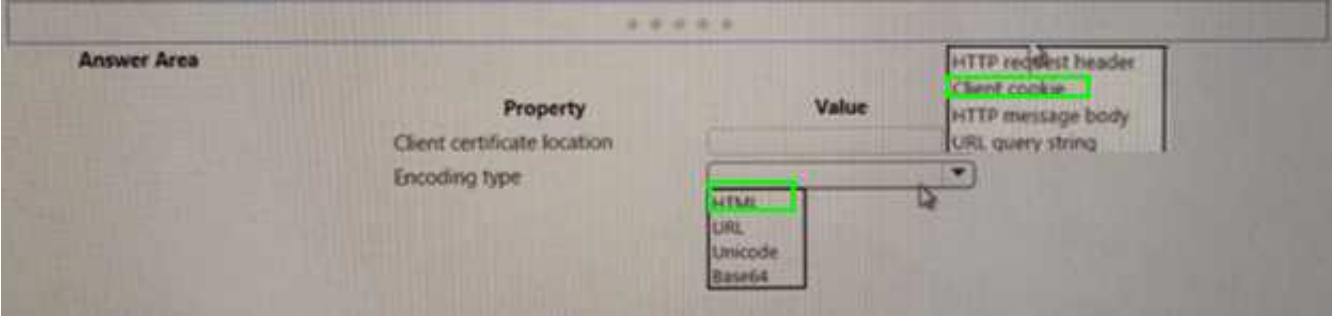 Answer Area
Property
Value
Client certificate location
Encoding type
HTTP request header
Client cookie
HTTP message body
URL query string
HTML
URL
Unicode
Base64